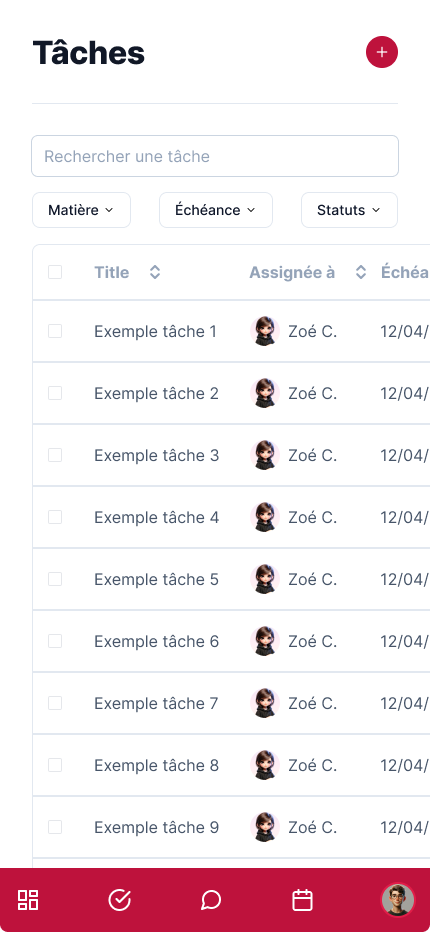 Tâches
Rechercher une tâche
Matière Échéance Statuts
Title Assignée à Échéa
Exemple tâche 1 Zoé C. 12/04/
Exemple tâche 2 Zoé C. 12/04/
Exemple tâche 3 Zoé C. 12/04/
Exemple tâche 4 Zoé C. 12/04/
Exemple tâche 5 Zoé C. 12/04/
Exemple tâche 6 Zoé C. 12/04/
Exemple tâche 7 Zoé C. 12/04/
Exemple tâche 8 Zoé C. 12/04/
Exemple tâche 9 Zoé C. 12/04/